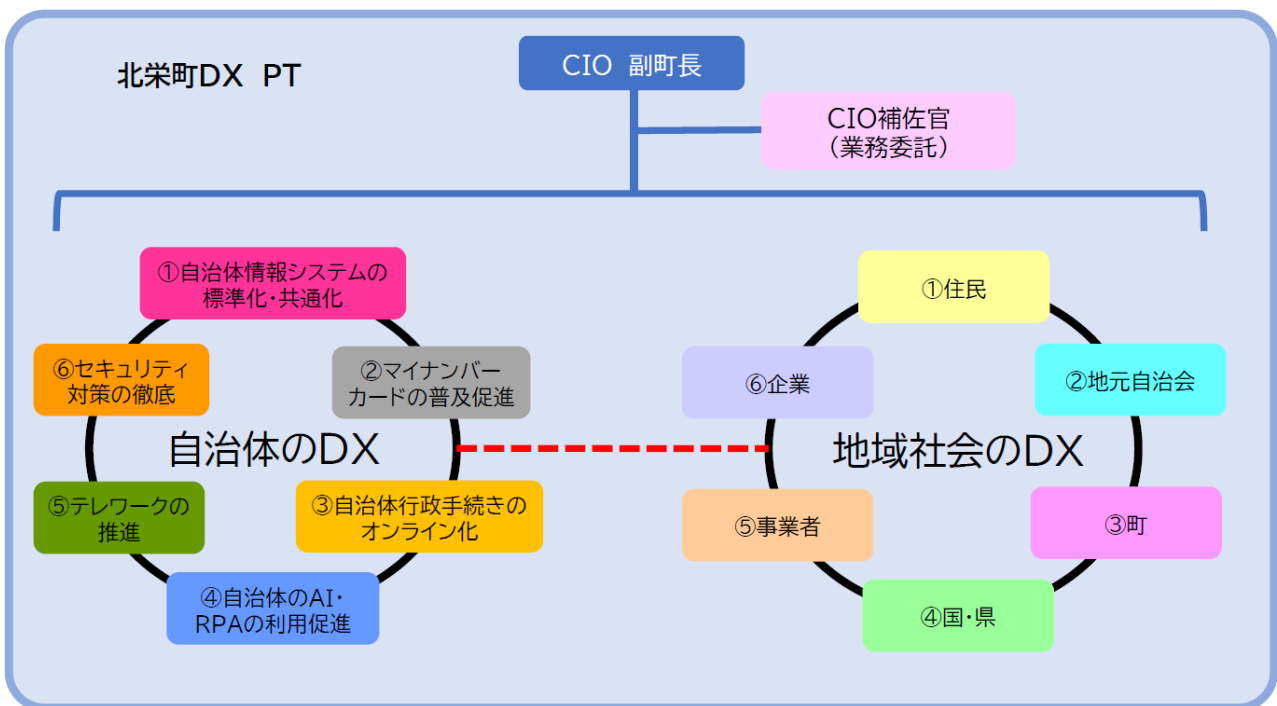 北栄町DX PT
CIO 副町長
CIO補佐官
(業務委託)
①自治体情報システムの
標準化・共通化
②マイナンバー
カードの普及促進
③自治体行政手続きの
オンライン化
④自治体のAI・
RPAの利用促進
⑤テレワークの
推進
⑥セキュリティ
対策の徹底
自治体のDX
①住民
②地元自治会
③町
④国・県
⑤事業者
⑥企業
地域社会のDX